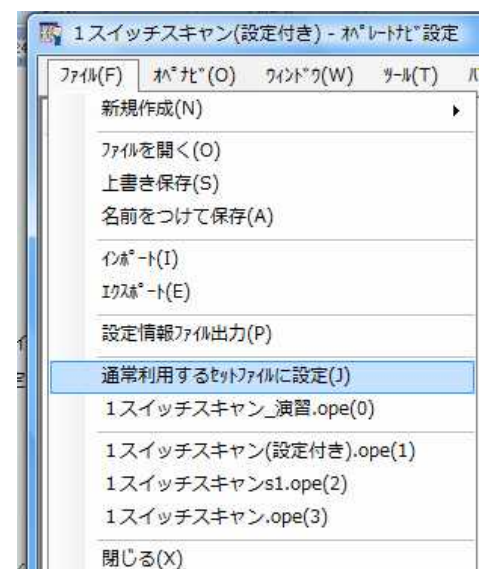 1スイッチスキャン(設定付き) - ｵﾍﾟﾚｰﾄﾅﾋﾞ設定
ﾌｧｲﾙ(F) ｵﾍﾟﾅﾋﾞ(O) ｳｨﾝﾄﾞｳ(W) ﾂｰﾙ(T)
新規作成(N)
ﾌｧｲﾙを開く(O)
上書き保存(S)
名前をつけて保存(A)
ｲﾝﾎﾟｰﾄ(I)
ｴｸｽﾎﾟｰﾄ(E)
設定情報ﾌｧｲﾙ出力(P)
通常利用するｾｯﾄﾌｧｲﾙに設定(J)
1スイッチスキャン_演習.ope(0)
1スイッチスキャン(設定付き).ope(1)
1スイッチスキャンs1.ope(2)
1スイッチスキャン.ope(3)
閉じる(X)